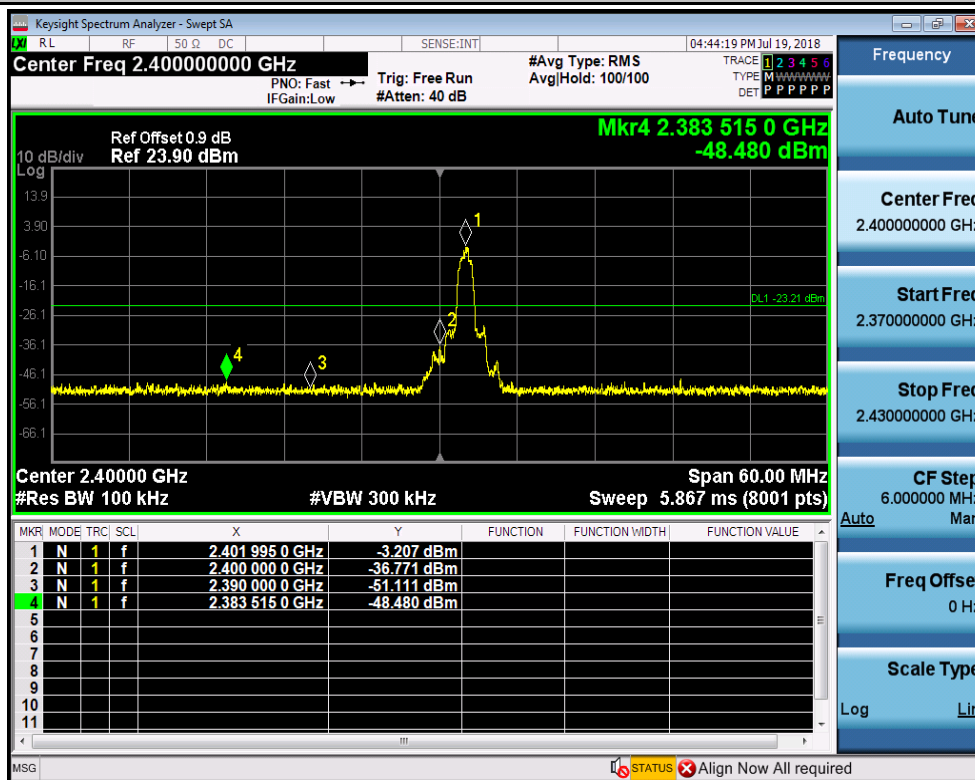 Keysight Spectrum Analyzer - Swept SA
LXI RL RF 50 Ω DC SENSE:INT 04:44:19 PM Jul 19, 2018
Center Freq 2.400000000 GHz #Avg Type: RMS TRACE 1 2 3 4 5 6
PNO: Fast Trig: Free Run Avg|Hold: 100/100 TYPE M WWWWW
IFGain:Low #Atten: 40 dB DET P P P P P P
Mkr4 2.383 515 0 GHz
-48.480 dBm
Ref Offset 0.9 dB
10 dB/div Ref 23.90 dBm
Log
13.9
3.90
-6.10
-16.1
-26.1
-36.1
-46.1
-56.1
-66.1
1
2
3
4
DL1 -23.21 dBm
Center 2.40000 GHz Span 60.00 MHz
#Res BW 100 kHz #VBW 300 kHz Sweep 5.867 ms (8001 pts)
MKR MODE TRC SCL X Y FUNCTION FUNCTION WIDTH FUNCTION VALUE
1 N 1 f 2.401 995 0 GHz -3.207 dBm
2 N 1 f 2.400 000 0 GHz -36.771 dBm
3 N 1 f 2.390 000 0 GHz -51.111 dBm
4 N 1 f 2.383 515 0 GHz -48.480 dBm
5
6
7
8
9
10
11
MSG STATUS Align Now All required
Frequency
Auto Tune
Center Freq
2.400000000 GHz
Start Freq
2.370000000 GHz
Stop Freq
2.430000000 GHz
CF Step
6.000000 MHz
Auto Man
Freq Offset
0 Hz
Scale Type
Log Lin